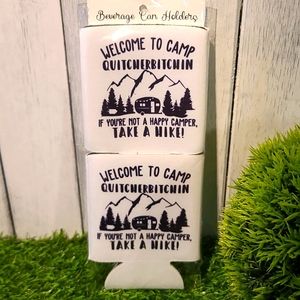 Beverage Can Holders
WELCOME TO CAMP
QUITCHERBITCHIN
IF YOU'RE NOT A HAPPY CAMPER,
TAKE A HIKE!
WELCOME TO CAMP
QUITCHERBITCHIN
IF YOU'RE NOT A HAPPY CAMPER,
TAKE A HIKE!